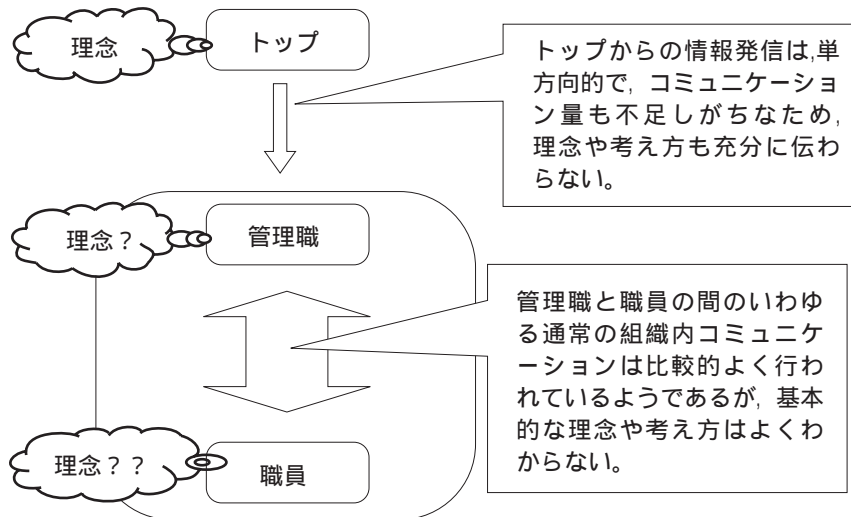 理念
トップ
トップからの情報発信は,単
方向的で, コミュニケーショ
ン量も不足しがちなため,
理念や考え方も充分に伝わ
らない。
理念？
管理職
管理職と職員の間のいわゆ
る通常の組織内コミュニケ
ーションは比較的よく行わ
れているようであるが, 基本
的な理念や考え方はよくわ
からない。
理念？？
職員